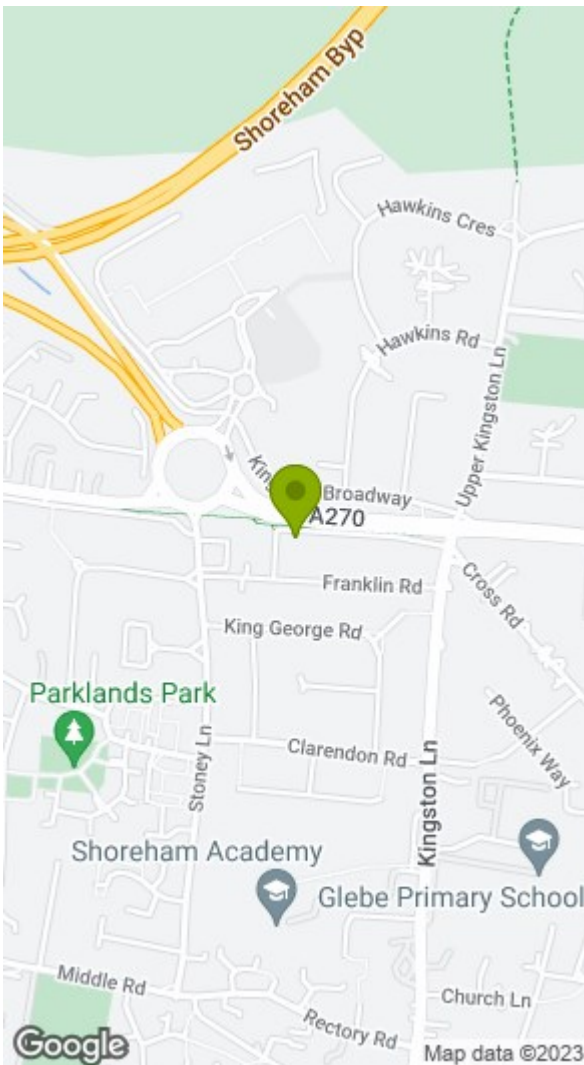 Shoreham Byp
Hawkins Cres
Hawkins Rd
Upper Kingston Ln
Broadway
A270
Franklin Rd
Cross Rd
King George Rd
Parklands Park
Phoenix Way
Clarendon Rd
Stoney Ln
Kingston Ln
Shoreham Academy
Glebe Primary School
Middle Rd
Church Ln
Rectory Rd
Google
Map data ©2023